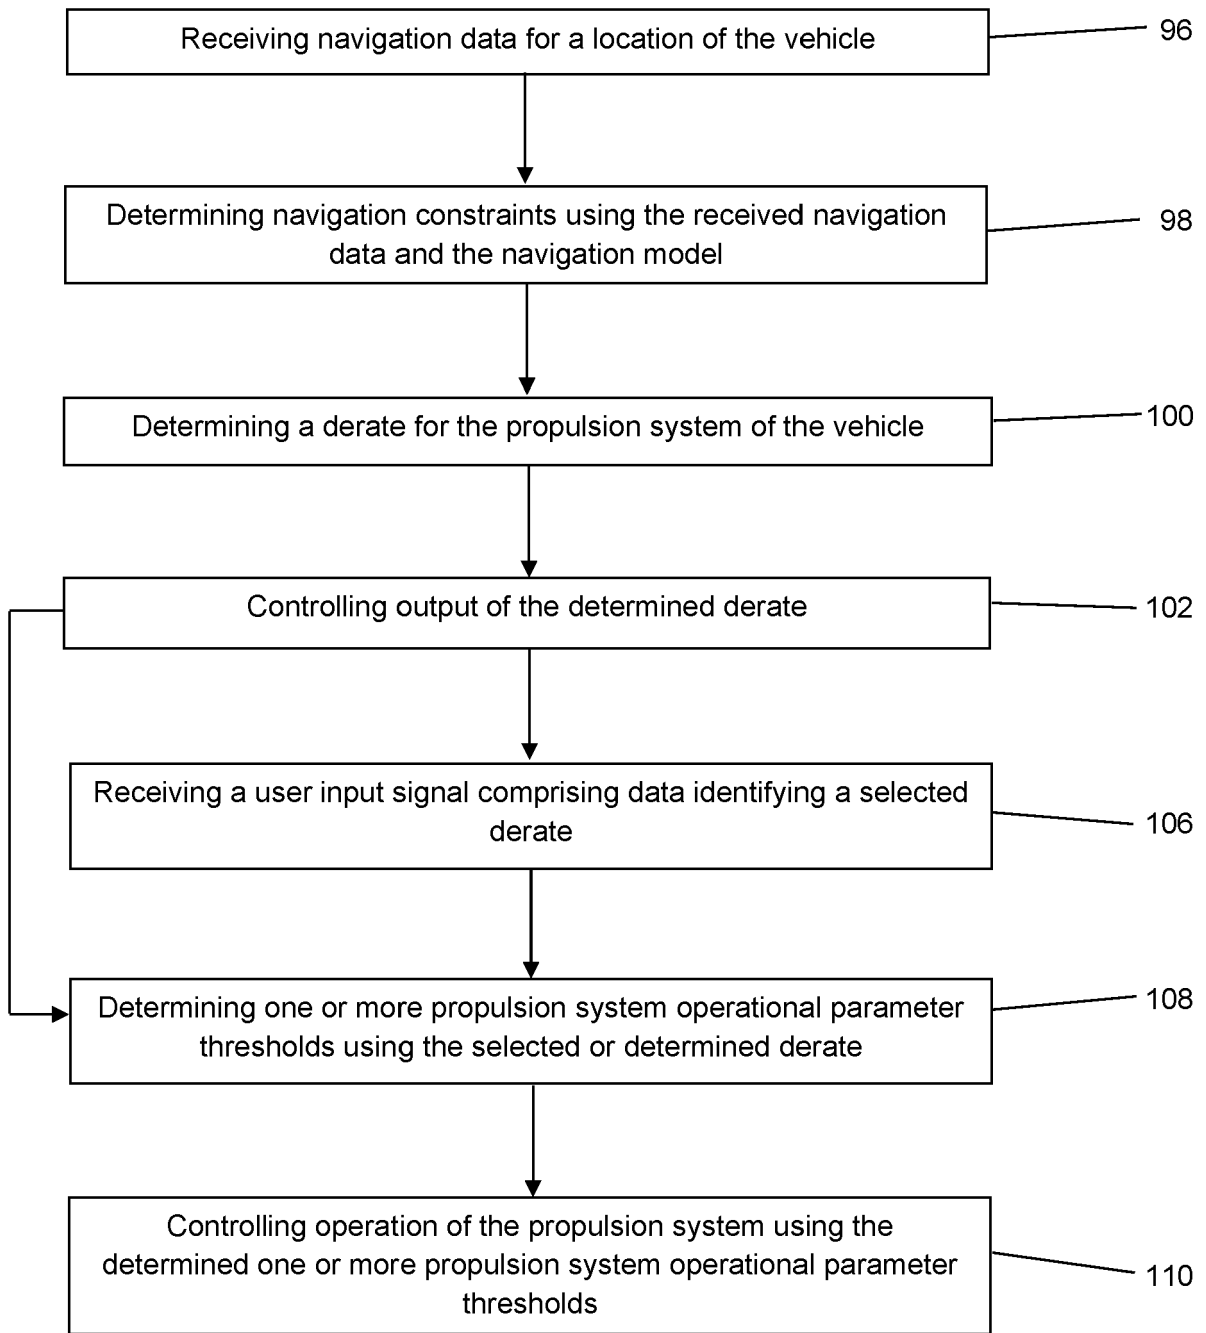 Receiving navigation data for a location of the vehicle
96
Determining navigation constraints using the received navigation
data and the navigation model
98
Determining a derate for the propulsion system of the vehicle
100
Controlling output of the determined derate
102
Receiving a user input signal comprising data identifying a selected
derate
106
Determining one or more propulsion system operational parameter
thresholds using the selected or determined derate
108
Controlling operation of the propulsion system using the
determined one or more propulsion system operational parameter
thresholds
110